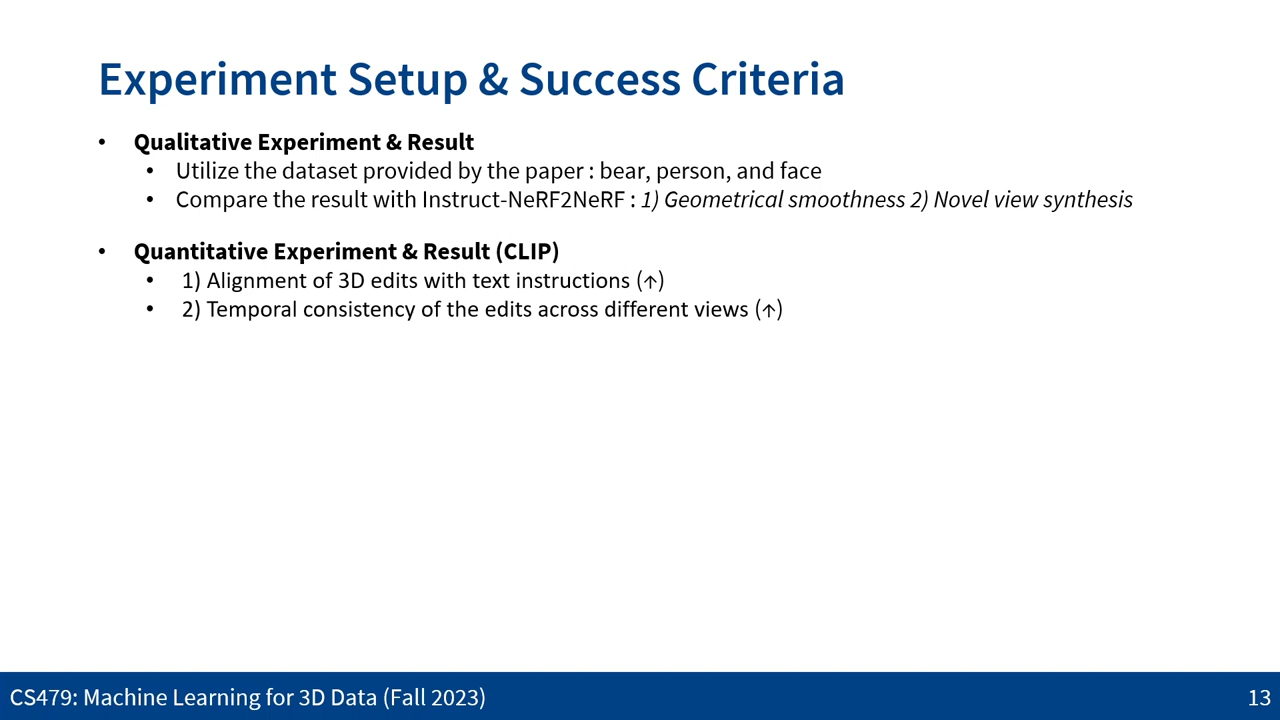 Experiment Setup & Success Criteria
• Qualitative Experiment & Result
• Utilize the dataset provided by the paper : bear, person, and face
• Compare the result with Instruct-NeRF2NeRF : 1) Geometrical smoothness 2) Novel view synthesis
• Quantitative Experiment & Result (CLIP)
• 1) Alignment of 3D edits with text instructions (↑)
• 2) Temporal consistency of the edits across different views (↑)
CS479: Machine Learning for 3D Data (Fall 2023) 13